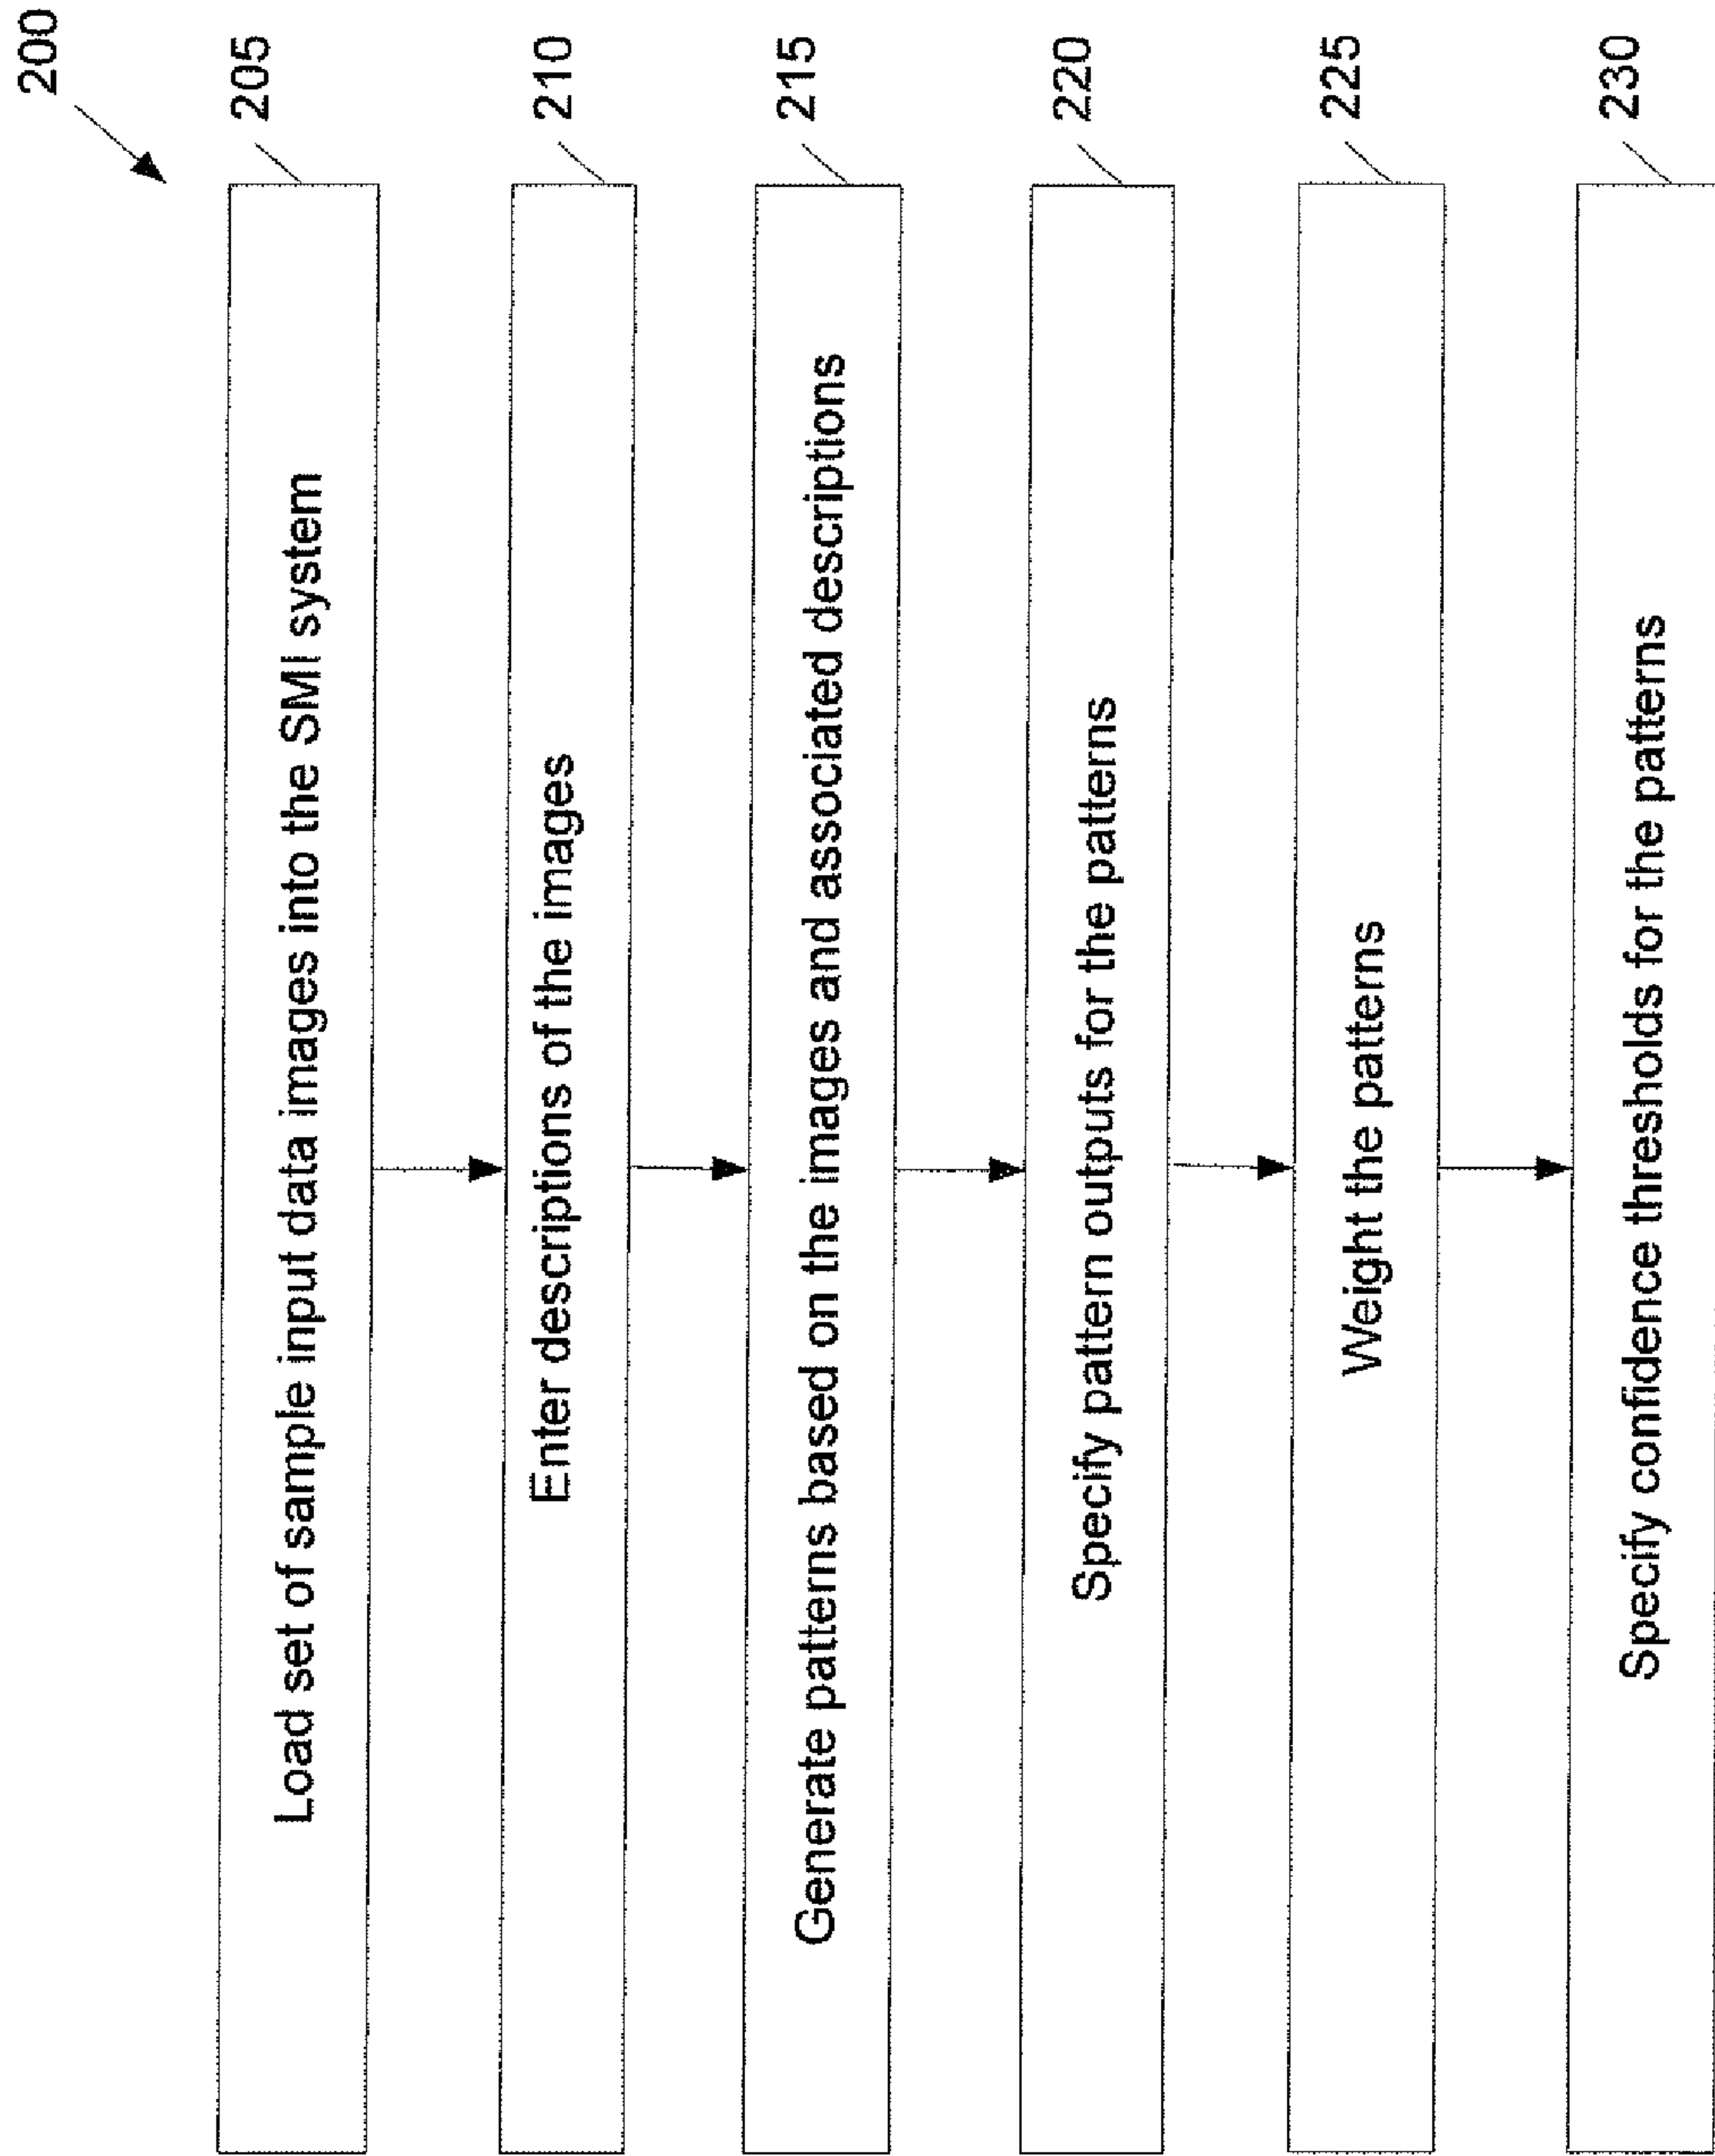 200
205
Load set of sample input data images into the SMI system
210
Enter descriptions of the images
215
Generate patterns based on the images and associated descriptions
220
Specify pattern outputs for the patterns
225
Weight the patterns
230
Specify confidence thresholds for the patterns